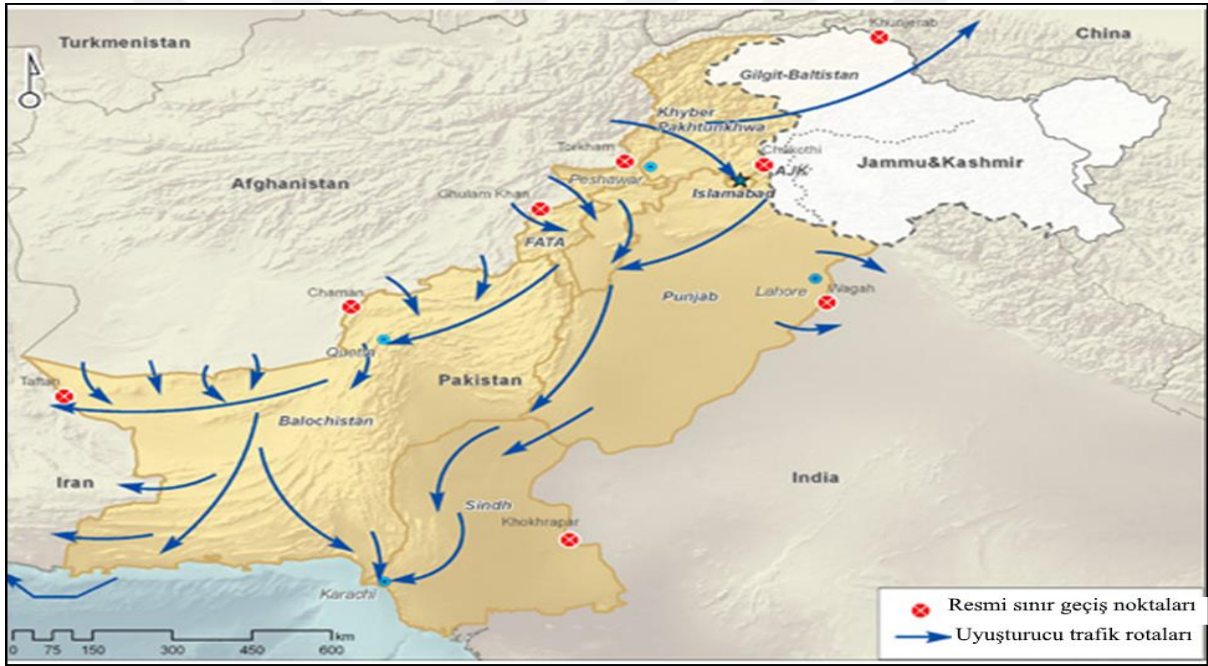 Khunjerab
China
Turkmenistan
Gilgit-Baltistan
Khyber
Pakhtunkhwa
Torkham
Chakothi
Jammu&Kashmir
AJK
Peshawar
Afghanistan
Islamabad
Ghulam Khan
FATA
Lahore
Wagah
Chaman
Punjab
Quetta
Pakistan
Taftan
Balochistan
India
Iran
Sindh
Khokhrapar
Karachi
Resmi sınır geçiş noktaları
Uyuşturucu trafik rotaları
km
0 75 150 300 450 600